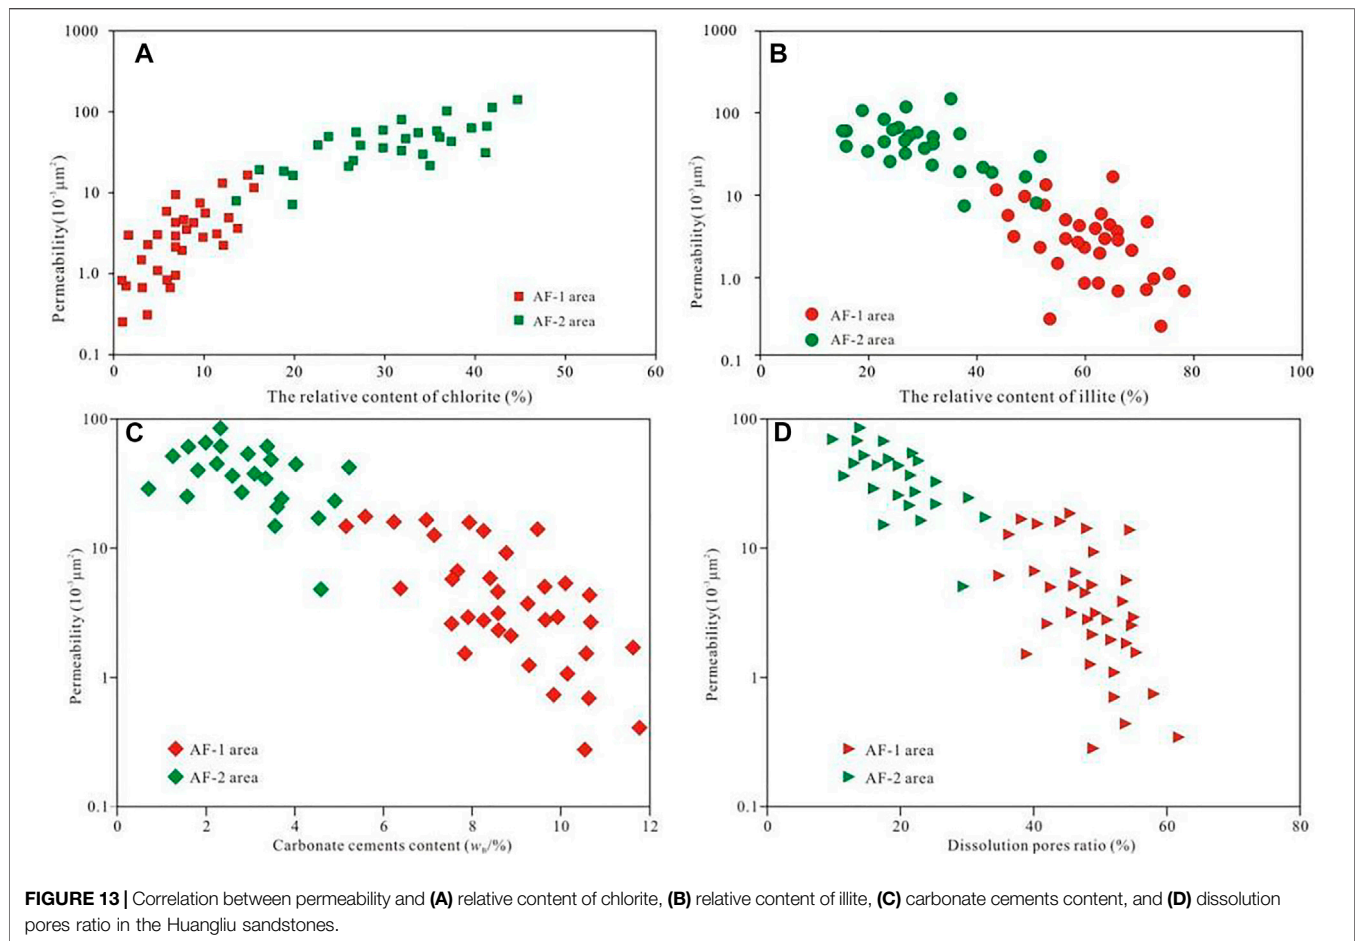 A
1000
100
10
1.0
0.1
Permeability(10⁻³μm²)
AF-1 area
AF-2 area
0 10 20 30 40 50 60
The relative content of chlorite (%)
B
1000
100
10
1.0
0.1
Permeability(10⁻³μm²)
AF-1 area
AF-2 area
0 20 40 60 80 100
The relative content of illite (%)
C
100
10
1
0.1
Permeability (10⁻³μm²)
AF-1 area
AF-2 area
0 2 4 6 8 10 12
Carbonate cements content (wB/%)
D
100
10
1
0.1
Permeability(10⁻³μm²)
AF-1 area
AF-2 area
0 20 40 60 80
Dissolution pores ratio (%)
FIGURE 13 | Correlation between permeability and (A) relative content of chlorite, (B) relative content of illite, (C) carbonate cements content, and (D) dissolution
pores ratio in the Huangliu sandstones.